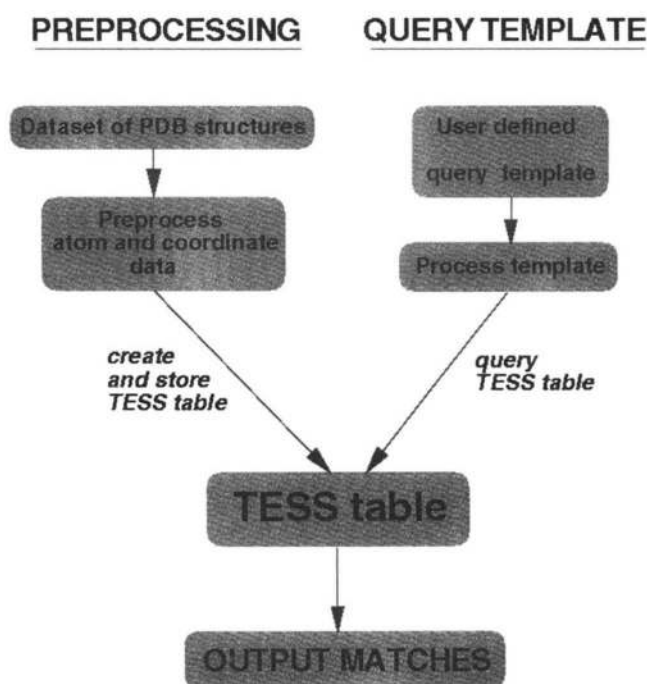 PREPROCESSING
Dataset of PDB structures
Preprocess
atom and coordinate
data
create
and store
TESS table
QUERY TEMPLATE
User defined
query template
Process template
query
TESS table
TESS table
OUTPUT MATCHES